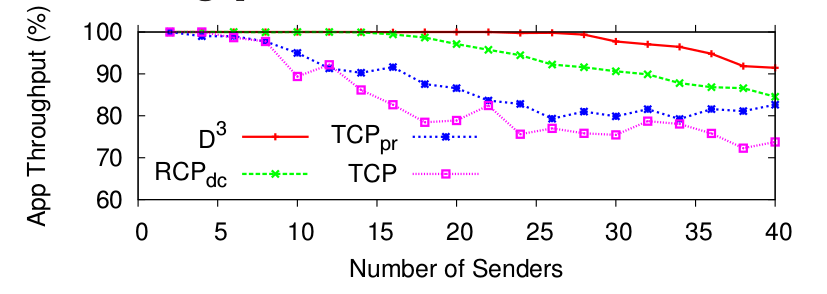 App Throughput (%)
100
90
80
70
60
D3
TCPpr
RCPdc
TCP
0 5 10 15 20 25 30 35 40
Number of Senders